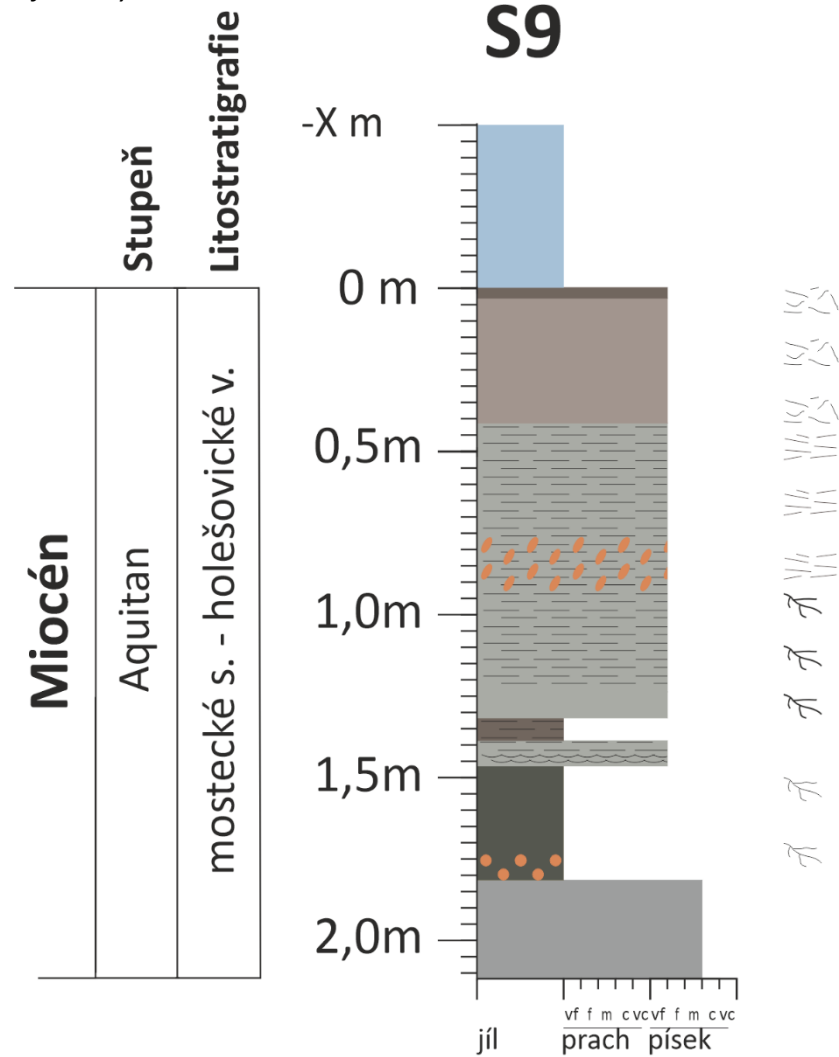 S9
Stupeň
Litostratigrafie
-X m
0 m
0,5m
1,0m
1,5m
2,0m
Miocén
Aquitan
mostecké s. - holešovické v.
vf f m c vc vf f m c vc
jíl prach písek